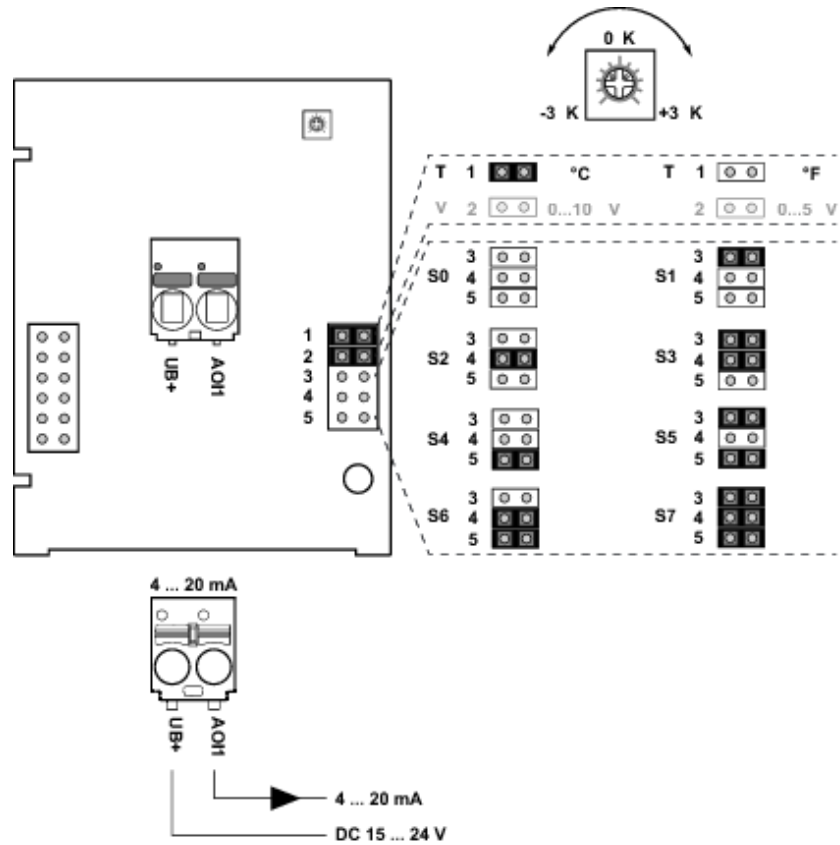 0 K
-3 K +3 K
T 1 °C T 1 °F
V 2 0...10 V 2 0...5 V
S0 3 4 5 S1 3 4 5
S2 3 4 5 S3 3 4 5
S4 3 4 5 S5 3 4 5
S6 3 4 5 S7 3 4 5
1
2
3
4
5
UB+ AO1
4 ... 20 mA
UB+ AO1
4 ... 20 mA
DC 15 ... 24 V